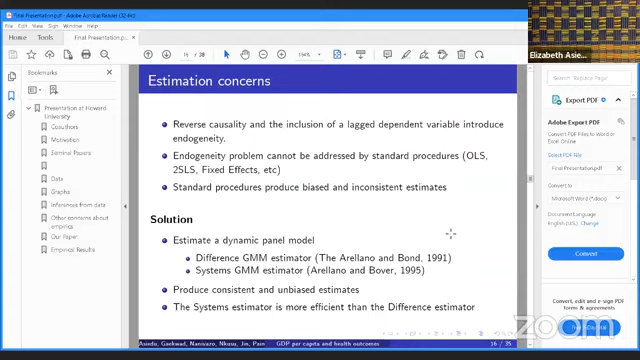 Final Presentation.pdf - Adobe Acrobat Reader (32-bit)
File Edit View Sign Window Help
Home Tools Final Presentation....
16 / 38 164%
Elizabeth Asie...
Bookmarks
Presentation at Howard
University
Coauthors
Motivation
Seminal Papers
Data
Graphs
Inferences from data
Other concerns about
empirics
Our Paper
Empirical Results
Estimation concerns
Reverse causality and the inclusion of a lagged dependent variable introduce
endogeneity.
Endogeneity problem cannot be addressed by standard procedures (OLS,
2SLS, Fixed Effects, etc)
Standard procedures produce biased and inconsistent estimates
Solution
Estimate a dynamic panel model
Difference GMM estimator (The Arellano and Bond, 1991)
Systems GMM estimator (Arellano and Bover, 1995)
Produce consistent and unbiased estimates
The Systems estimator is more efficient than the Difference estimator
Asiedu, Gaekwad, Nanivazo, Nkusu, Jin, Pain GDP per capita and health outcomes 16 / 35
Export PDF
Adobe Export PDF
Convert PDF Files to Word
or Excel Online
Select PDF File
Final Presentation.pdf
Convert to
Microsoft Word (*.docx)
Document Language:
English (U.S.) Change
Convert
Convert, edit and e-sign PDF
forms & agreements
zoom